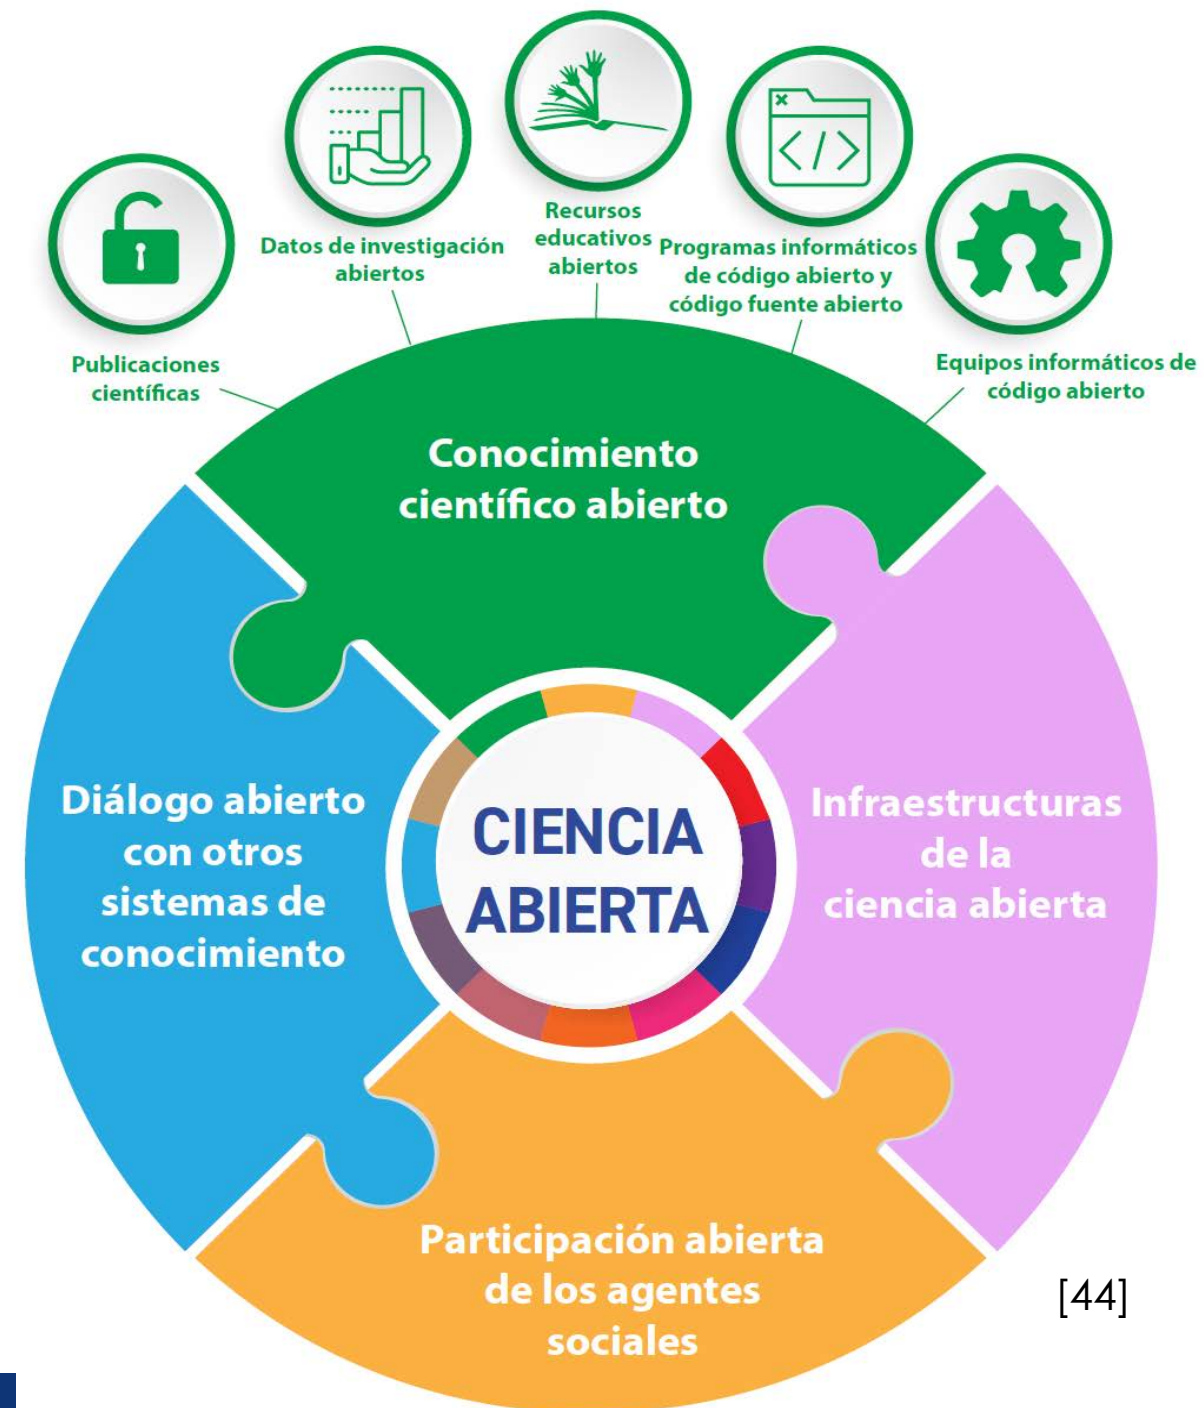 Recursos
educativos
abiertos
Datos de investigación
abiertos
Programas informáticos
de código abierto y
código fuente abierto
Publicaciones
científicas
Equipos informáticos de
código abierto
Conocimiento
científico abierto
Diálogo abierto
con otros
sistemas de
conocimiento
CIENCIA
ABIERTA
Infraestructuras
de la
ciencia abierta
Participación abierta
de los agentes
sociales
[44]